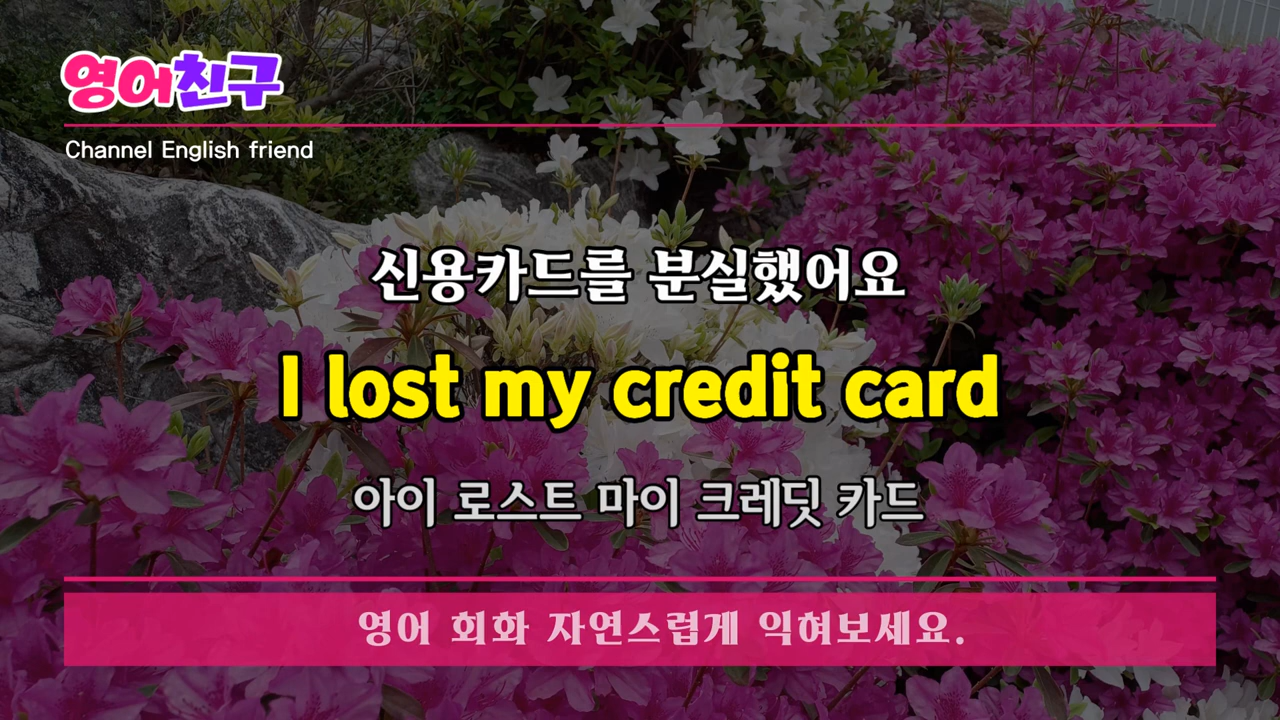 영어친구
Channel English friend
신용카드를 분실했어요
I lost my credit card
아이 로스트 마이 크레딧 카드
영어 회화 자연스럽게 익혀보세요.